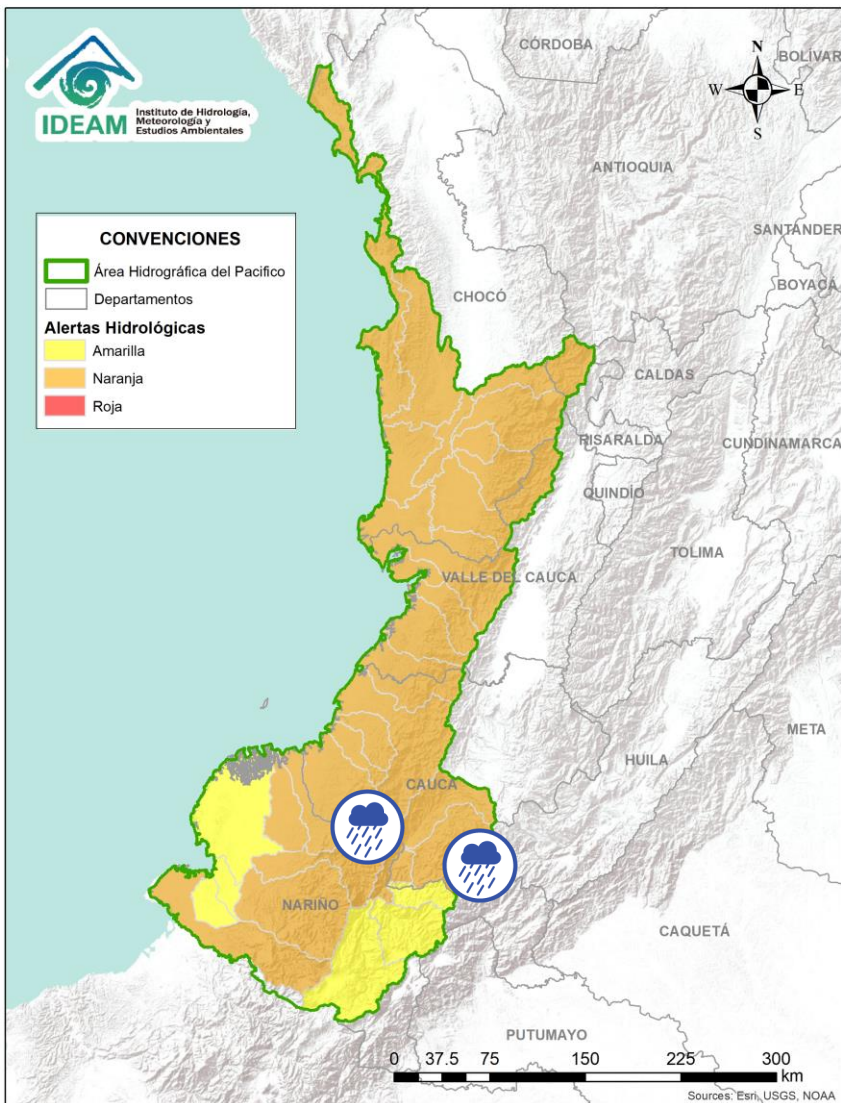 IDEAM
Instituto de Hidrología,
Meteorología y
Estudios Ambientales
CÓRDOBA
BOLÍVAR
N
W
E
S
ANTIOQUIA
SANTANDER
BOYACÁ
CONVENCIONES
Área Hidrográfica del Pacifico
Departamentos
Alertas Hidrológicas
Amarilla
Naranja
Roja
CHOCÓ
CALDAS
RISARALDA
CUNDINAMARCA
QUINDÍO
TOLIMA
VALLE DEL CAUCA
META
HUILA
CAUCA
NARIÑO
CAQUETÁ
PUTUMAYO
0 37.5 75 150 225 300
km
Sources: Esri, USGS, NOAA